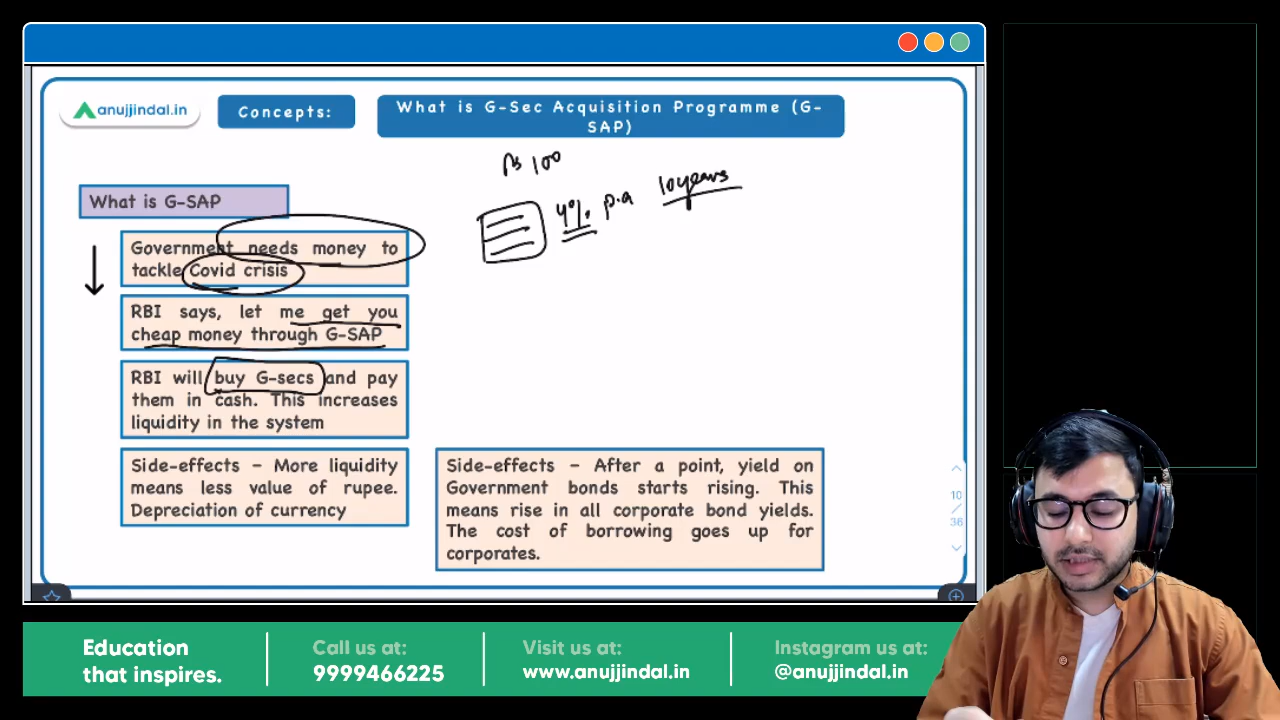 anujjindal.in
Concepts:
What is G-Sec Acquisition Programme (G-
SAP)
Rs 100
4% p.a 10 years
What is G-SAP
Government needs money to
tackle Covid crisis
RBI says, let me get you
cheap money through G-SAP
RBI will buy G-secs and pay
them in cash. This increases
liquidity in the system
Side-effects – More liquidity
means less value of rupee.
Depreciation of currency
Side-effects – After a point, yield on
Government bonds starts rising. This
means rise in all corporate bond yields.
The cost of borrowing goes up for
corporates.
10
/
36
Education
that inspires.
Call us at:
9999466225
Visit us at:
www.anujjindal.in
Instagram us at:
@anujjindal.in